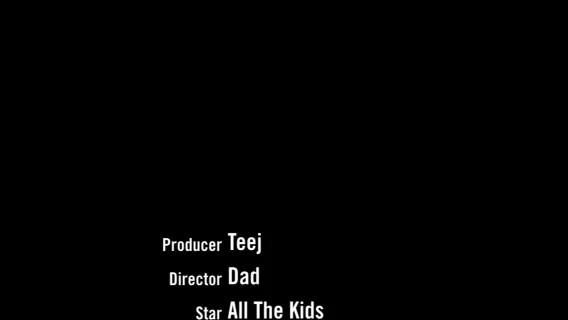 Producer Teej
Director Dad
Star All The Kids